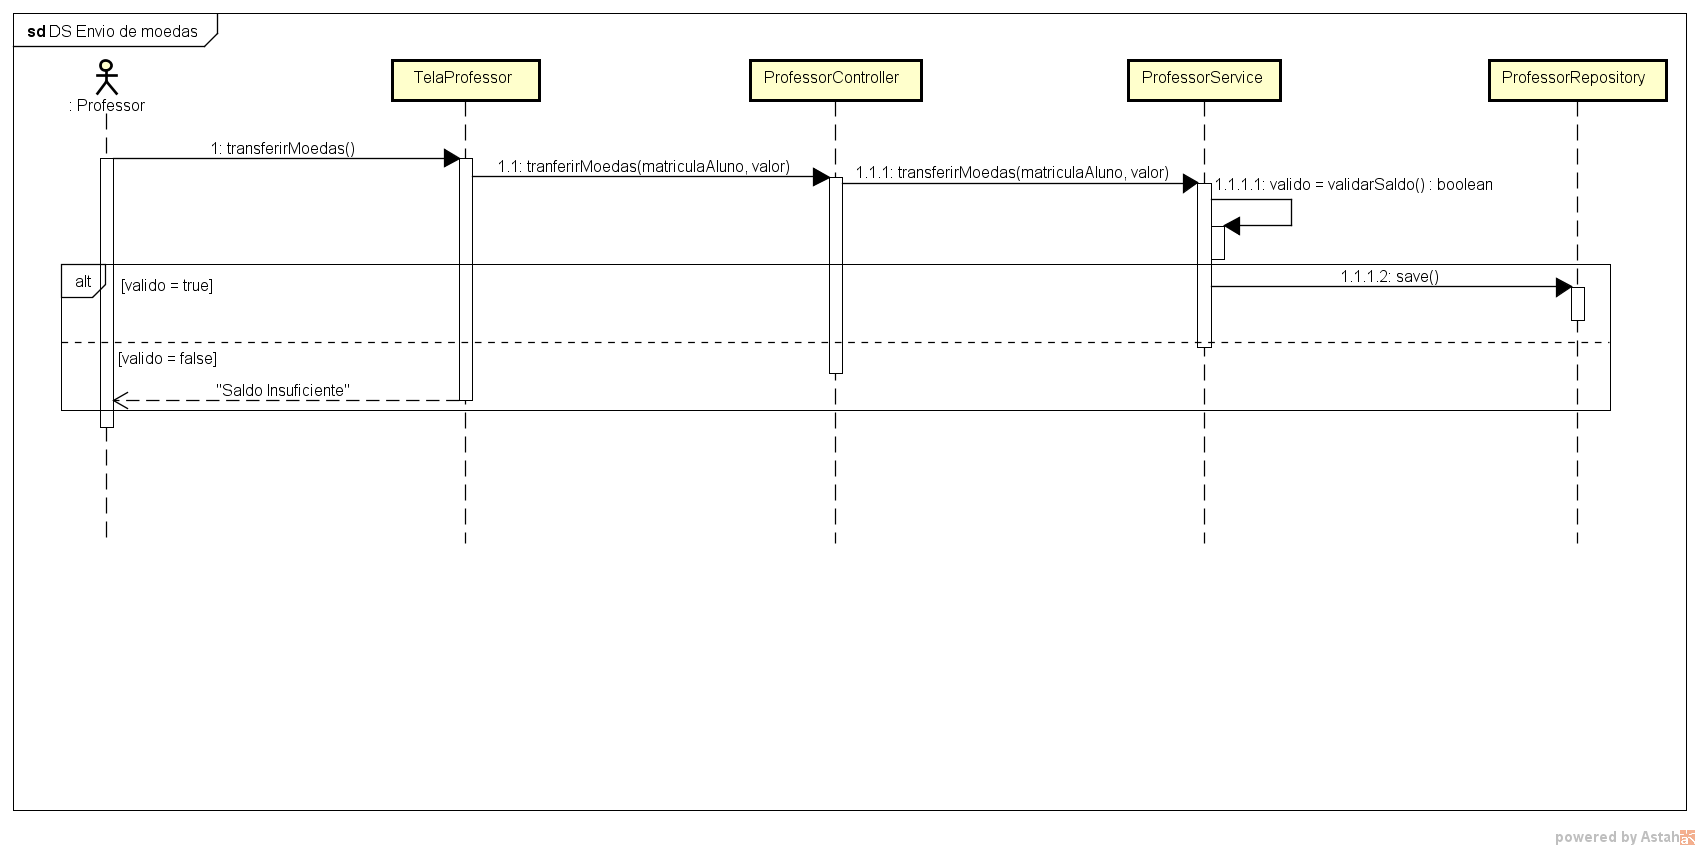 sd DS Envio de moedas
: Professor
TelaProfessor
ProfessorController
ProfessorService
ProfessorRepository
1: transferirMoedas()
1.1: tranferirMoedas(matriculaAluno, valor)
1.1.1: transferirMoedas(matriculaAluno, valor)
1.1.1.1: valido = validarSaldo() : boolean
alt
[valido = true]
1.1.1.2: save()
[valido = false]
"Saldo Insuficiente"
powered by Astah